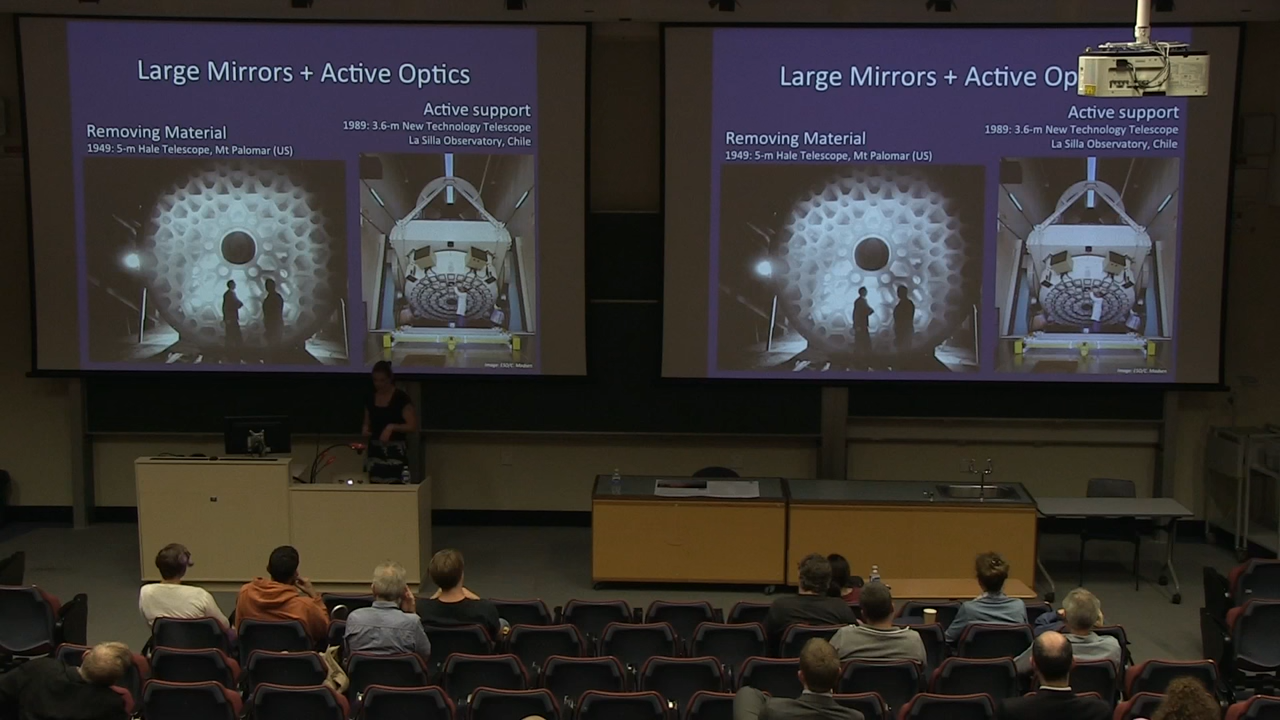 Large Mirrors + Active Optics
Active support
1989: 3.6-m New Technology Telescope
La Silla Observatory, Chile
Removing Material
1949: 5-m Hale Telescope, Mt Palomar (US)
Large Mirrors + Active Op
Active support
1989: 3.6-m New Technology Telescope
La Silla Observatory, Chile
Removing Material
1949: 5-m Hale Telescope, Mt Palomar (US)